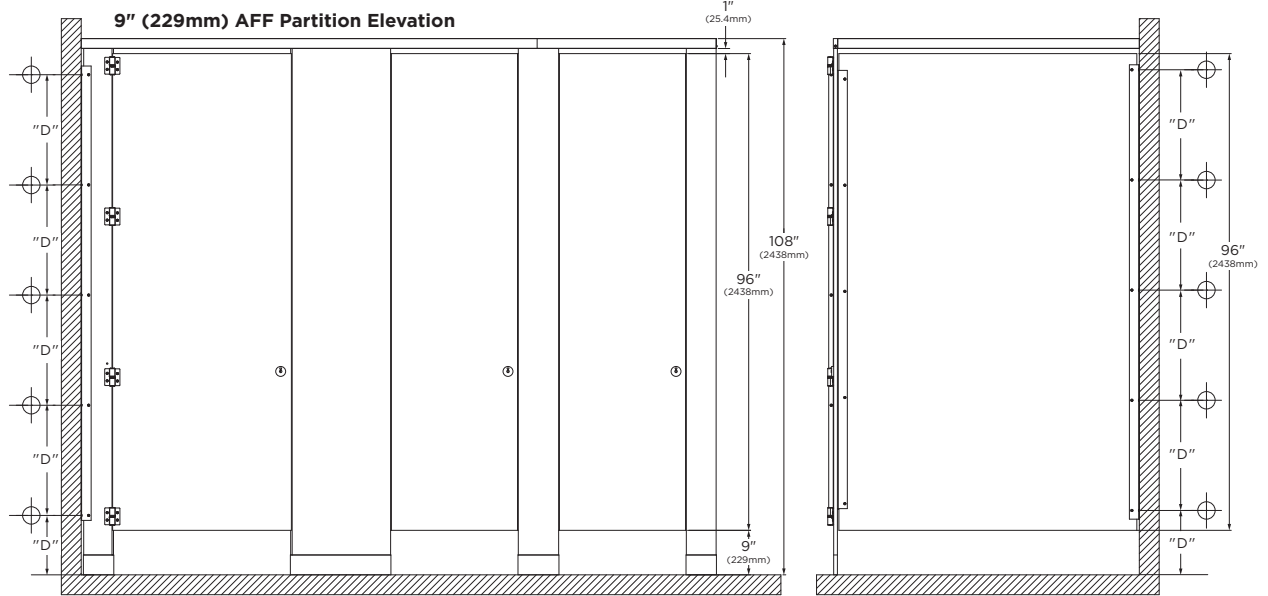 9" (229mm) AFF Partition Elevation
1"
(25.4mm)
"D"
"D"
"D"
"D"
"D"
108"
(2438mm)
96"
(2438mm)
9"
(229mm)
"D"
"D"
"D"
"D"
"D"
96"
(2438mm)